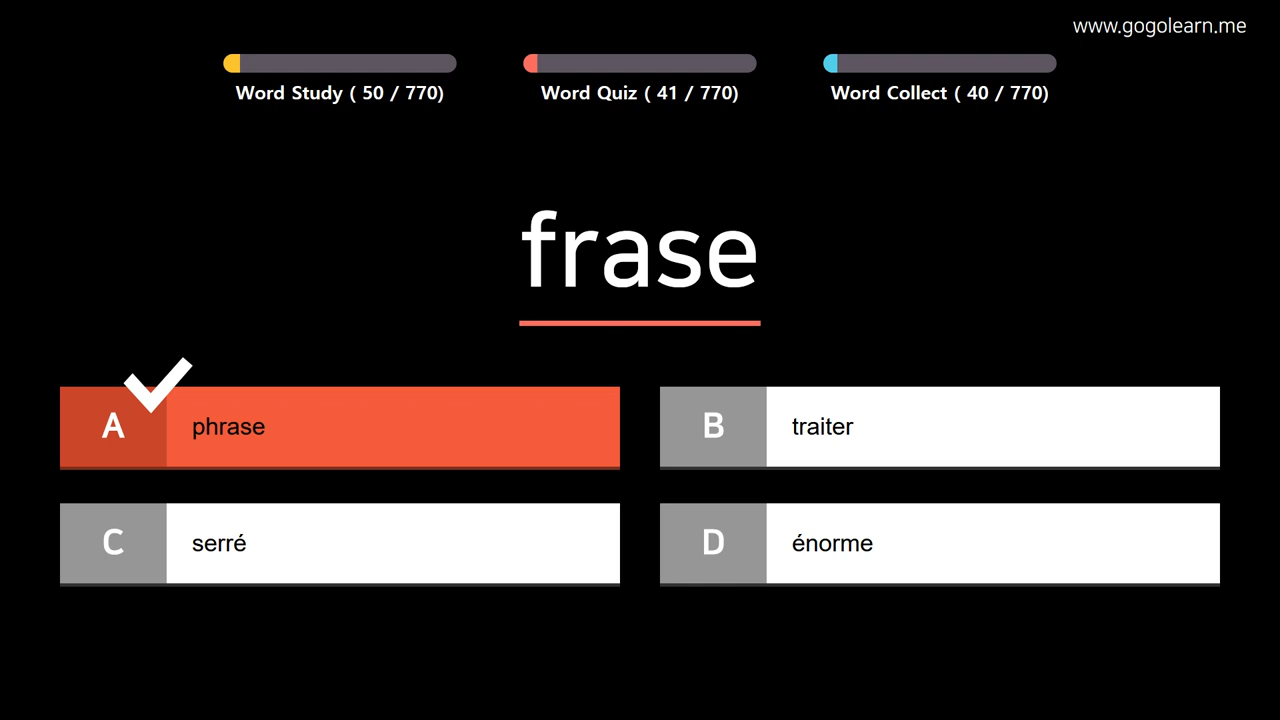 www.gogolearn.me
Word Study ( 50 / 770)
Word Quiz ( 41 / 770)
Word Collect ( 40 / 770)
frase
A phrase
B traiter
C serré
D énorme